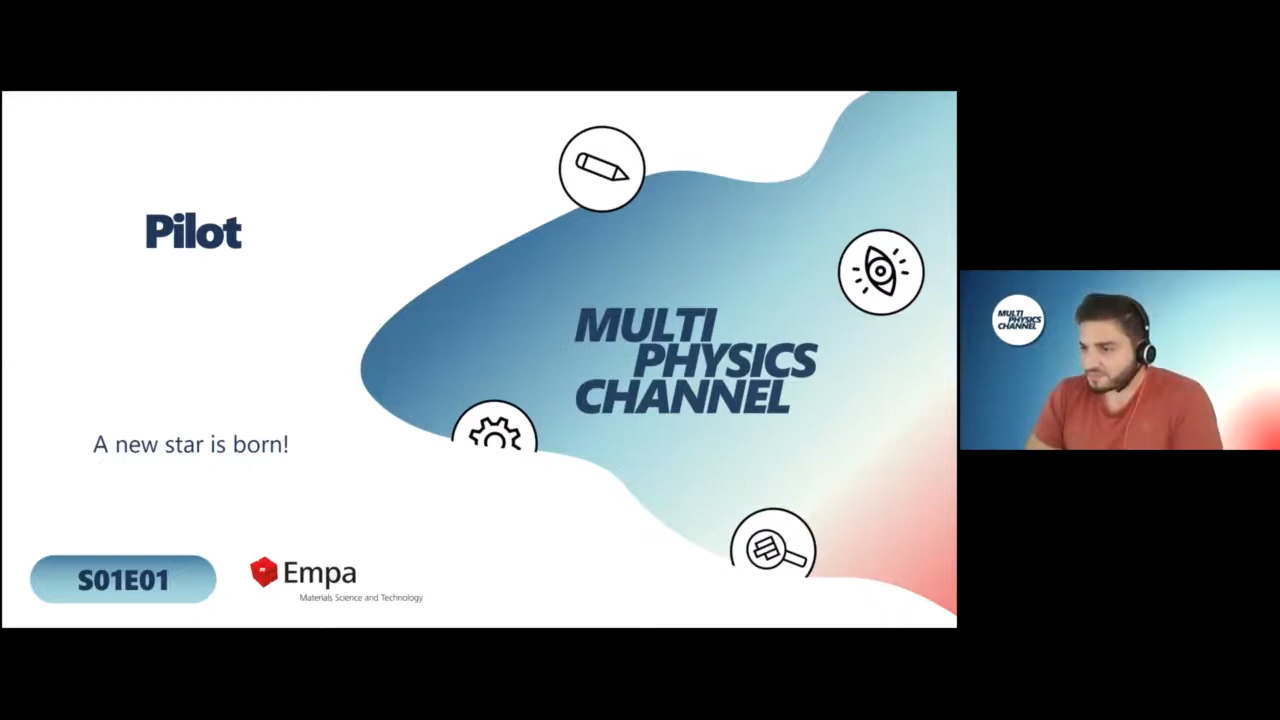 Pilot
MULTI
PHYSICS
CHANNEL
A new star is born!
S01E01
Empa
Materials Science and Technology
MULTI
PHYSICS
CHANNEL